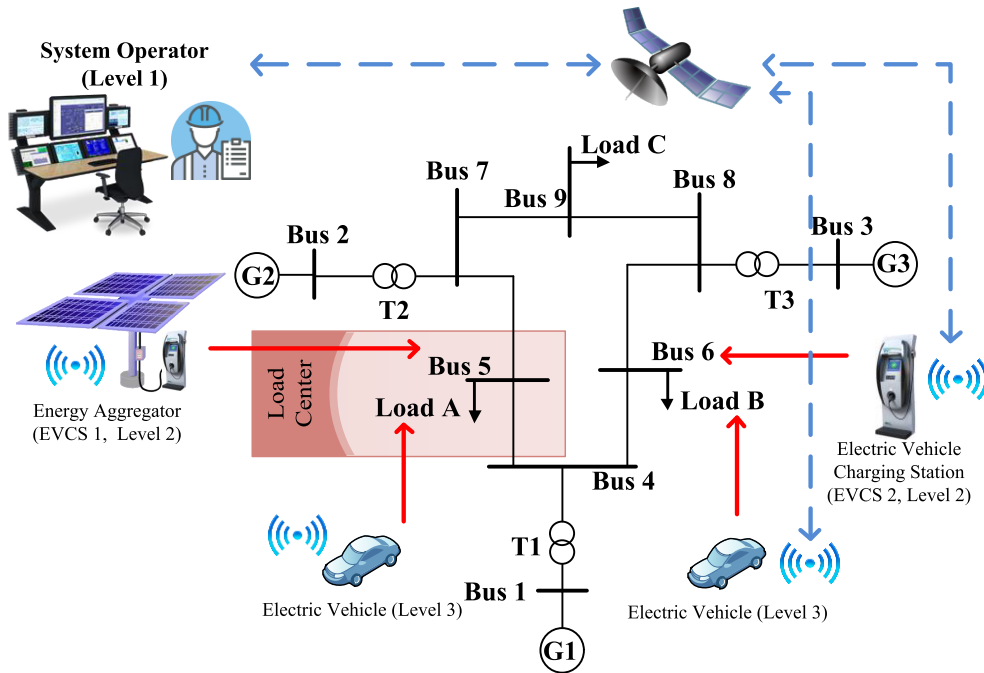 System Operator
(Level 1)
Load C
Bus 7
Bus 8
Bus 9
Bus 2
Bus 3
G2
G3
T2
T3
Bus 5
Bus 6
Load
Center
Load A
Load B
Energy Aggregator
(EVCS 1, Level 2)
Electric Vehicle
Charging Station
(EVCS 2, Level 2)
Bus 4
T1
Bus 1
Electric Vehicle (Level 3)
Electric Vehicle (Level 3)
G1